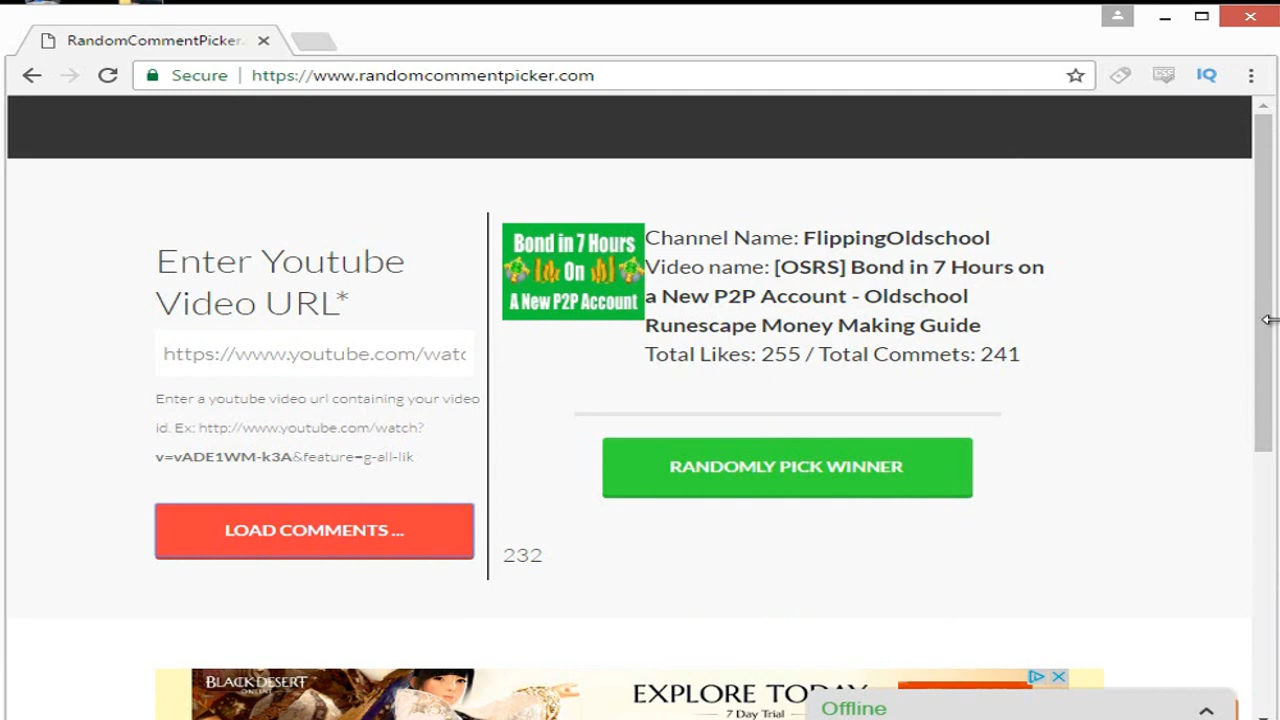 RandomCommentPicker.
Secure
https://www.randomcommentpicker.com
CSS
IQ
Enter Youtube
Video URL*
https://www.youtube.com/watc
Enter a youtube video url containing your video
id. Ex: http://www.youtube.com/watch?
v=vADE1WM-k3A&feature=g-all-lik
LOAD COMMENTS ...
Bond in 7 Hours
On
A New P2P Account
Channel Name: FlippingOldschool
Video name: [OSRS] Bond in 7 Hours on
a New P2P Account - Oldschool
Runescape Money Making Guide
Total Likes: 255 / Total Commets: 241
RANDOMLY PICK WINNER
232
BLACK DESERT
ONLINE
EXPLORE TODAY
7 Day Trial
Offline